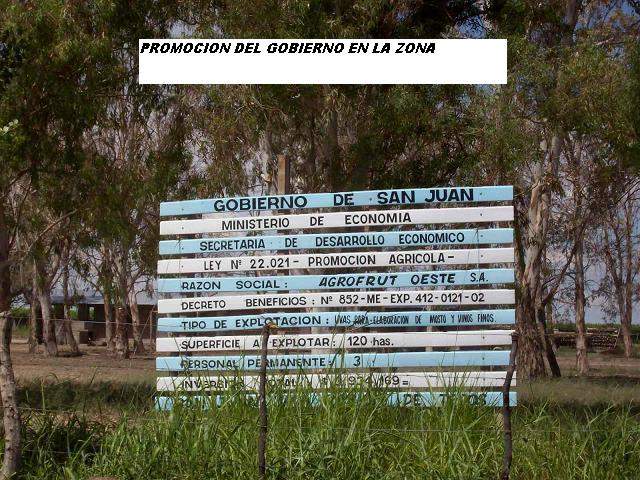 PROMOCION DEL GOBIERNO EN LA ZONA
GOBIERNO DE SAN JUAN
MINISTERIO DE ECONOMIA
SECRETARIA DE DESARROLLO ECONOMICO
LEY Nº 22.021 - PROMOCION AGRICOLA -
RAZON SOCIAL: AGROFRUT OESTE S.A.
DECRETO BENEFICIOS: Nº 852-ME-EXP. 412-0121-02
TIPO DE EXPLOTACION: UVAS PARA ELABORACION DE MOSTO Y VINOS FINOS.
SUPERFICIE A EXPLOTAR: 120 has.
PERSONAL PERMANENTE: 3
DE